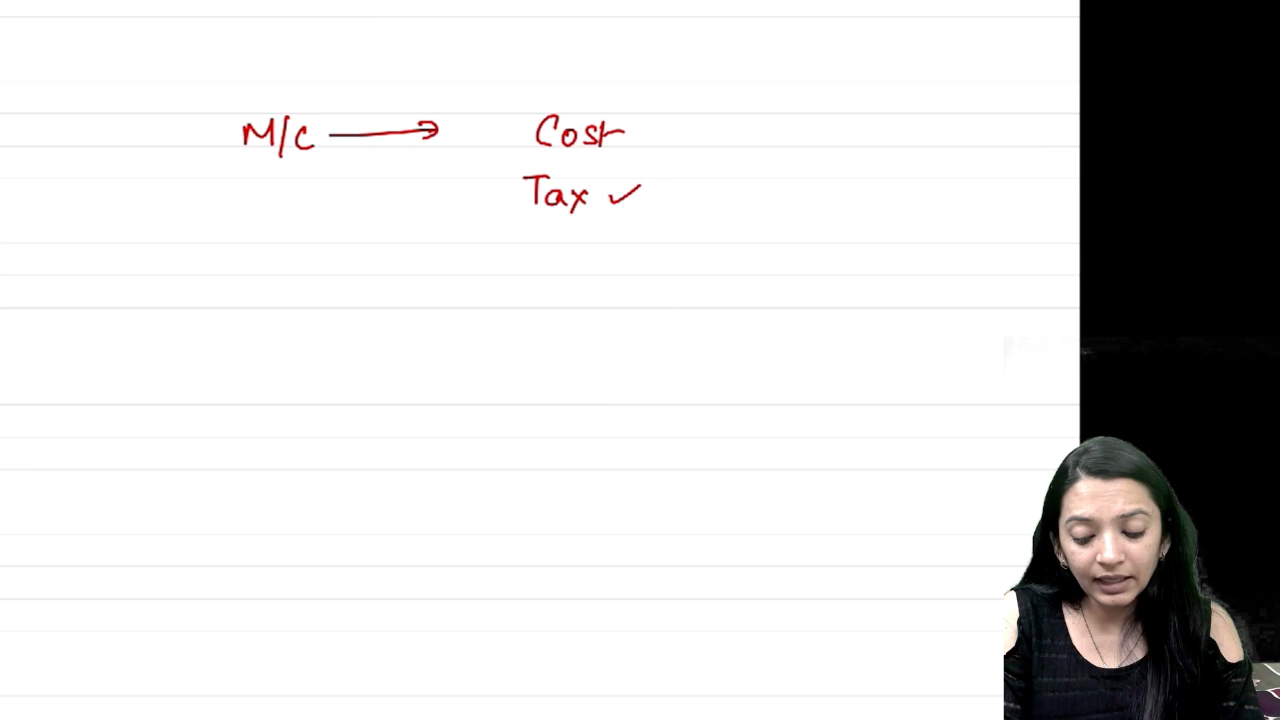 M/C → Cost
Tax ✓